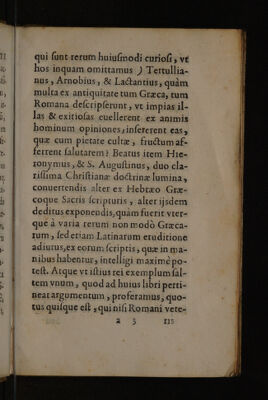 qui sunt rerum huiusmodi curiosi, vt
hos inquam omittamus) Tertullia-
nus, Arnobius, & Lactantius, quàm
multa ex antiquitate tum Græca, tum
Romana descripserunt, vt impias il-
las & exitiosas euellerent ex animis
hominum opiniones, insererent eas,
quæ cum pietate cultæ, fructum af-
ferrent salutarem? Beatus item Hie-
ronymus, & S. Augustinus, duo cla-
rissima Christianæ doctrinæ lumina,
conuertendis alter ex Hebræo Græ-
coque Sacris scripturis, alter ijsdem
deditus exponendis, quàm fuerit vter-
que à varia rerum non modò Græca-
rum, sed etiam Latinarum eruditione
adiutus, ex eorum scriptis, quæ in ma-
nibus habentur, intelligi maximè po-
test. Atque vt istius rei exemplum sal-
tem vnum, quod ad huius libri perti-
neat argumentum, proferamus, quo-
tus quisque est, qui nisi Romani vete-
a 3 ris